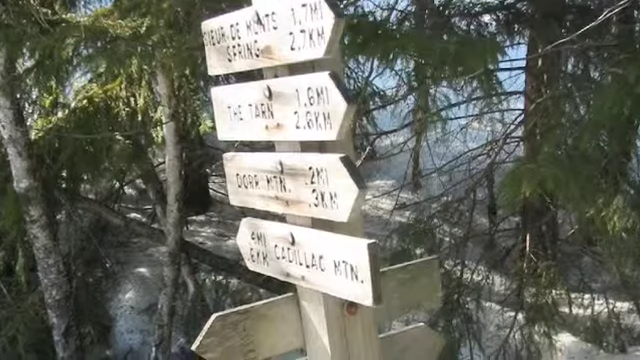 SIEUR DE MONTS 1.7MI
SPRING 2.7KM
THE TARN 1.6MI
2.6KM
DORR MTN. .2MI
.3KM
.4MI CADILLAC MTN.
.6KM